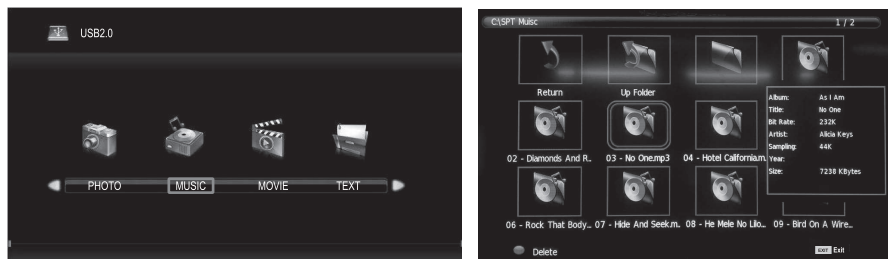 USB2.0
PHOTO MUSIC MOVIE TEXT
C:\SPT Muisc 1 / 2
Return Up Folder
Album: As I Am
Title: No One
Bit Rate: 232K
Artist: Alicia Keys
Sampling: 44K
Year:
Size: 7238 KBytes
02 - Diamonds And R.. 03 - No One.mp3 04 - Hotel California.m
06 - Rock That Body... 07 - Hide And Seek.m.. 08 - He Mele No Lilo... 09 - Bird On A Wire...
Delete EXIT Exit